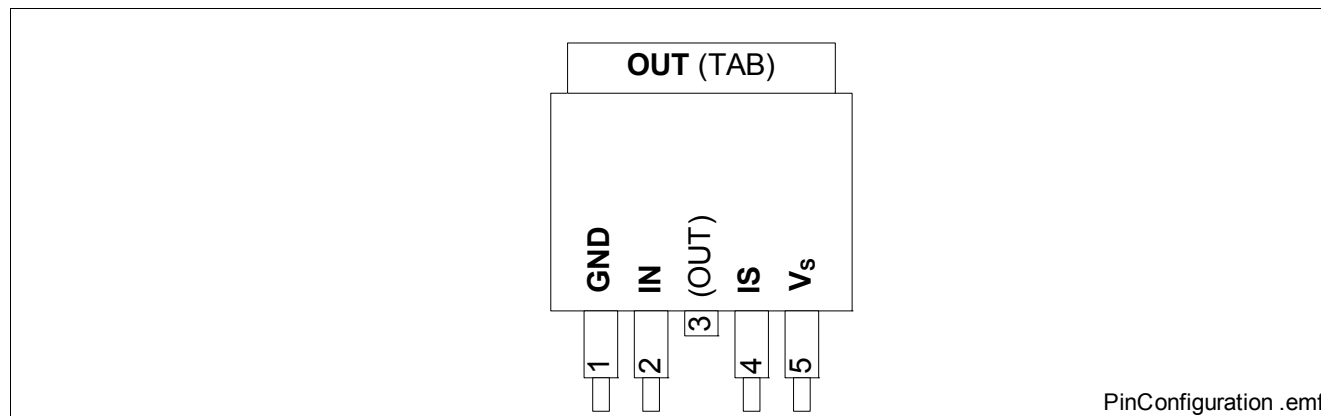 OUT (TAB)
GND
IN
(OUT)
IS
Vs
1
2
3
4
5
PinConfiguration .emf